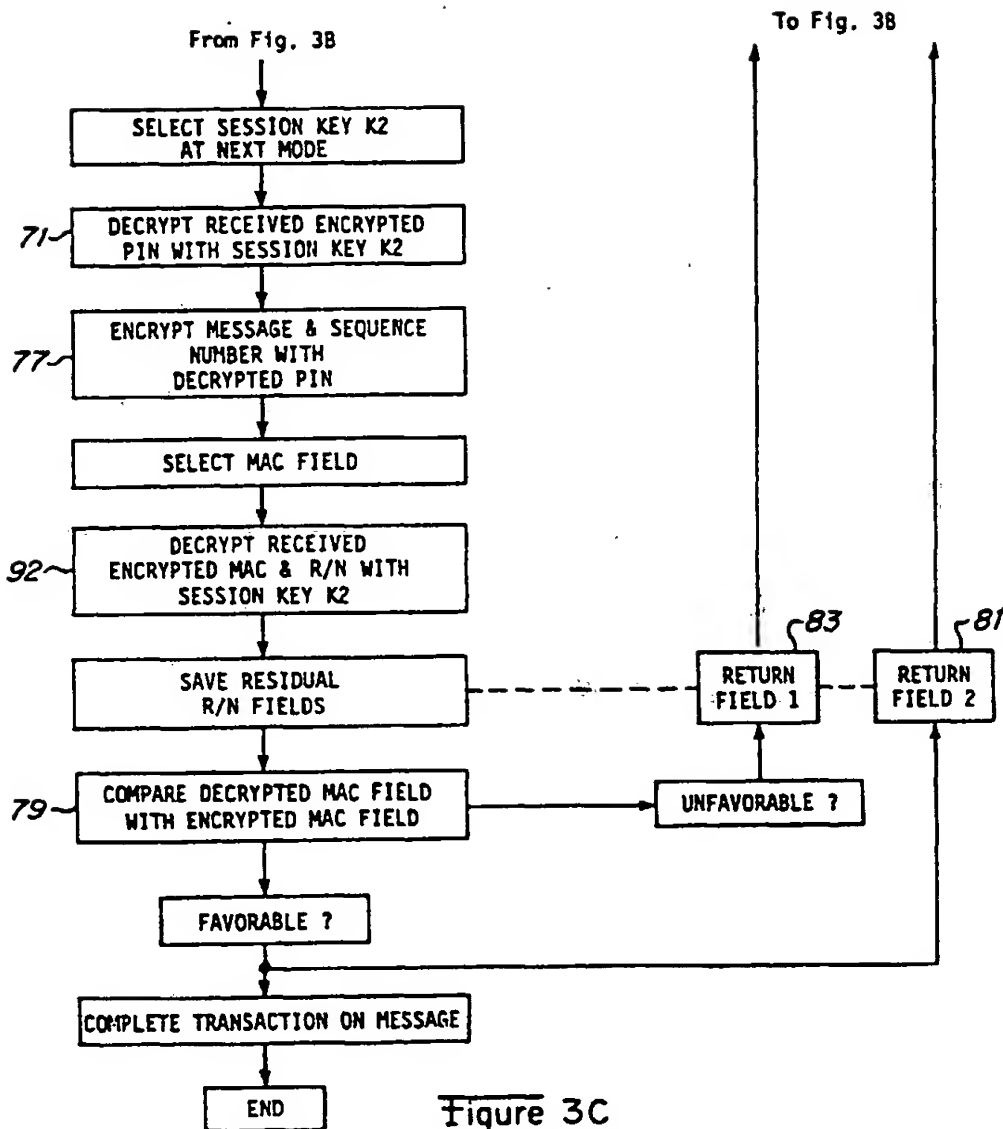 From Fig. 3B
To Fig. 3B
SELECT SESSION KEY K2
AT NEXT MODE
71
DECRYPT RECEIVED ENCRYPTED
PIN WITH SESSION KEY K2
77
ENCRYPT MESSAGE & SEQUENCE
NUMBER WITH
DECRYPTED PIN
SELECT MAC FIELD
92
DECRYPT RECEIVED
ENCRYPTED MAC & R/N WITH
SESSION KEY K2
83
81
SAVE RESIDUAL
R/N FIELDS
RETURN
FIELD 1
RETURN
FIELD 2
79
COMPARE DECRYPTED MAC FIELD
WITH ENCRYPTED MAC FIELD
UNFAVORABLE ?
FAVORABLE ?
COMPLETE TRANSACTION ON MESSAGE
END
Figure 3C